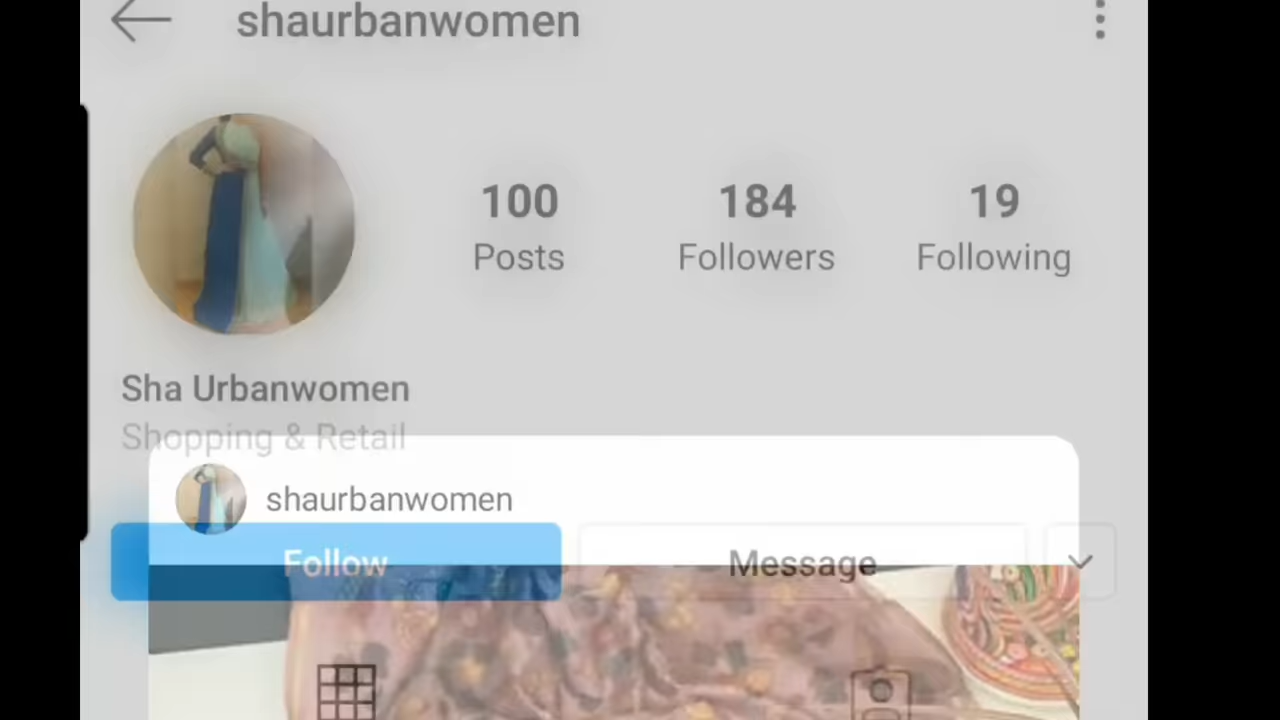 shaurbanwomen
100 184 19
Posts Followers Following
Sha Urbanwomen
Shopping & Retail
shaurbanwomen
Follow Message